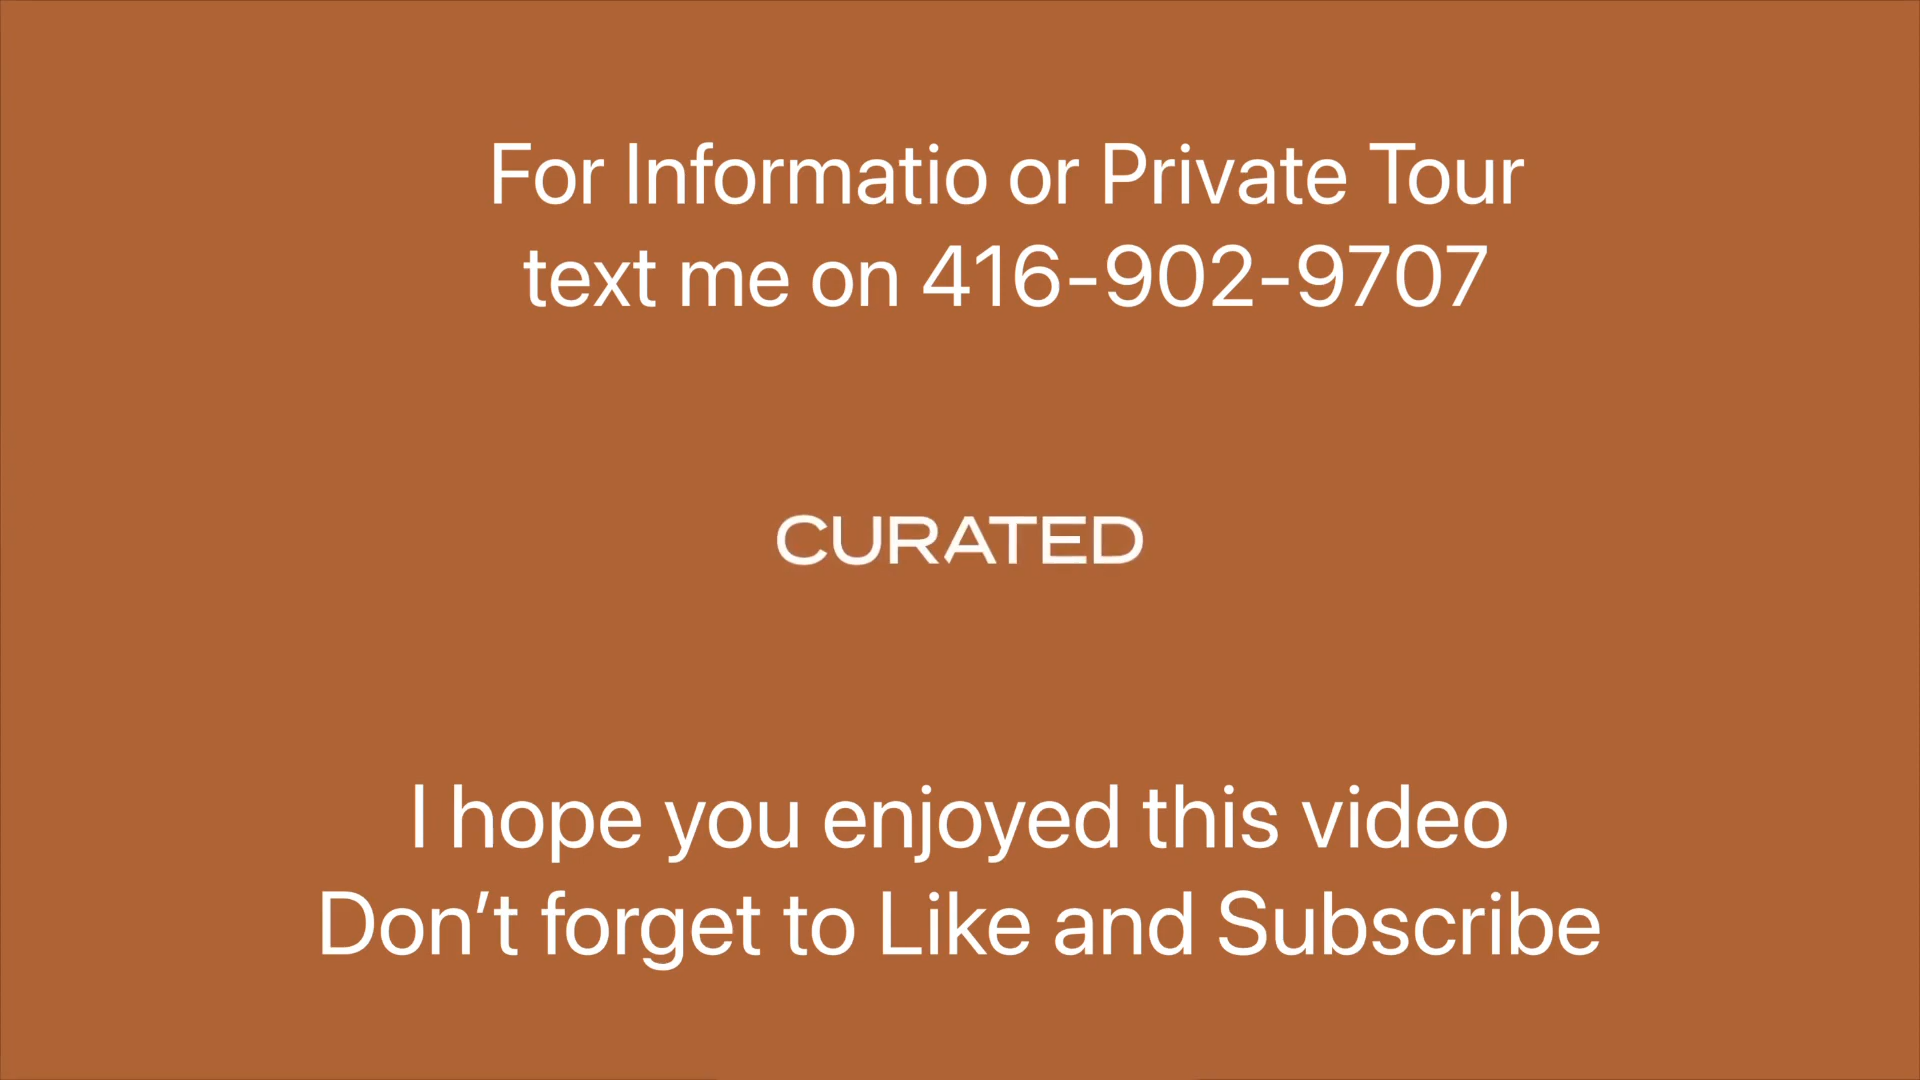 For Informatio or Private Tour
text me on 416-902-9707
CURATED
I hope you enjoyed this video
Don’t forget to Like and Subscribe